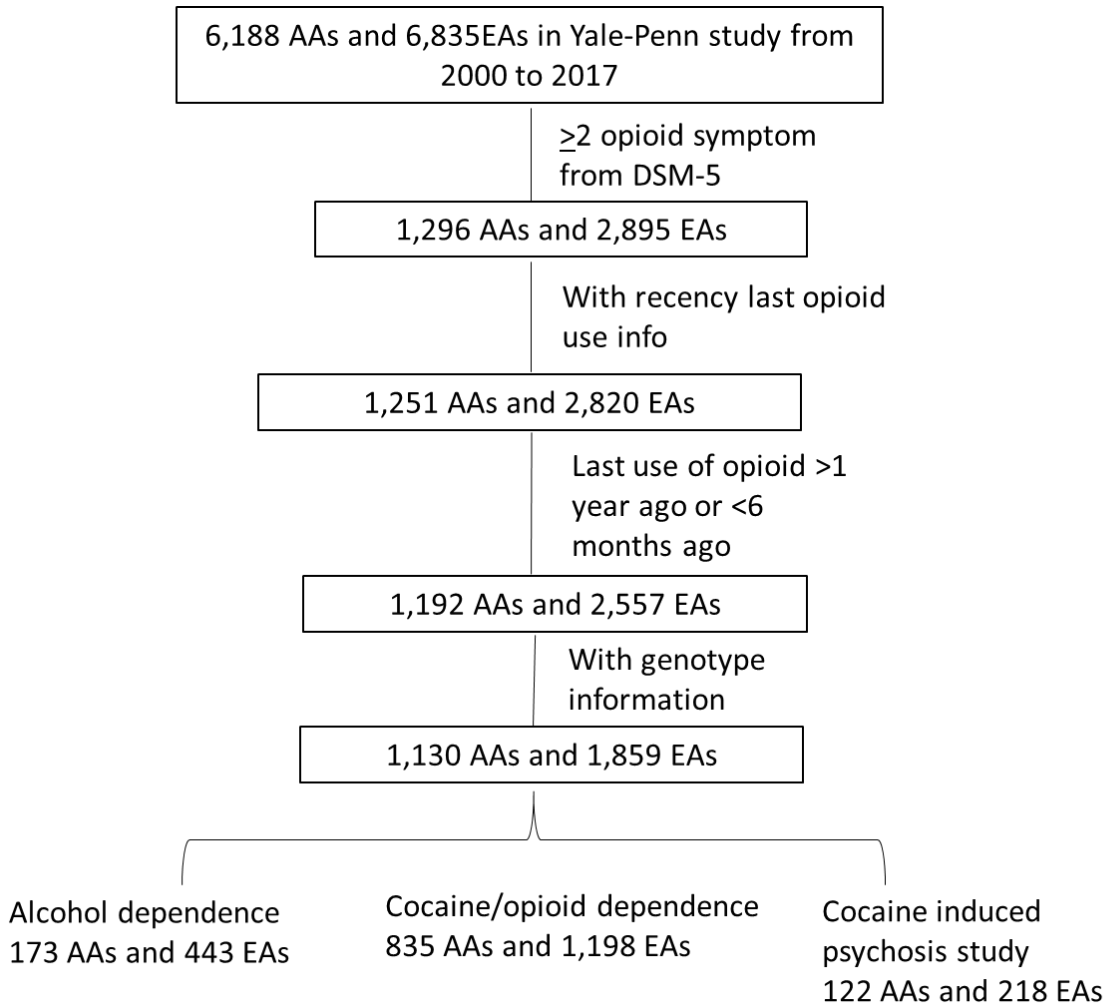 6,188 AAs and 6,835EAs in Yale-Penn study from
2000 to 2017
≥2 opioid symptom
from DSM-5
1,296 AAs and 2,895 EAs
With recency last opioid
use info
1,251 AAs and 2,820 EAs
Last use of opioid >1
year ago or <6
months ago
1,192 AAs and 2,557 EAs
With genotype
information
1,130 AAs and 1,859 EAs
Alcohol dependence
173 AAs and 443 EAs
Cocaine/opioid dependence
835 AAs and 1,198 EAs
Cocaine induced
psychosis study
122 AAs and 218 EAs